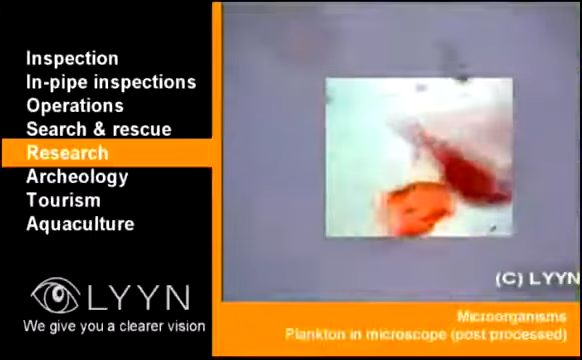 Inspection
In-pipe inspections
Operations
Search & rescue
Research
Archeology
Tourism
Aquaculture
LYYN
We give you a clearer vision
(C) LYYN
Microorganisms
Plankton in microscope (post processed)